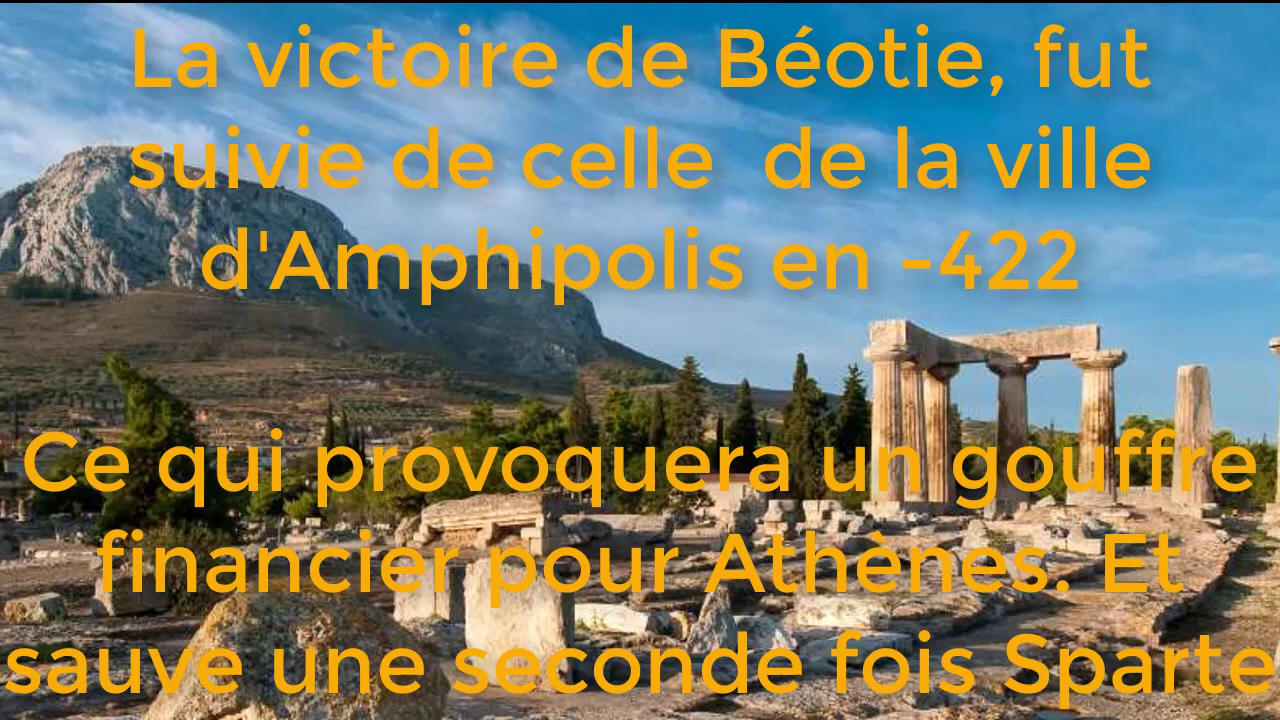 La victoire de Béotie, fut
suivie de celle  de la ville
d'Amphipolis en -422
Ce qui provoquera un gouffre
financier pour Athènes. Et
sauve une seconde fois Sparte